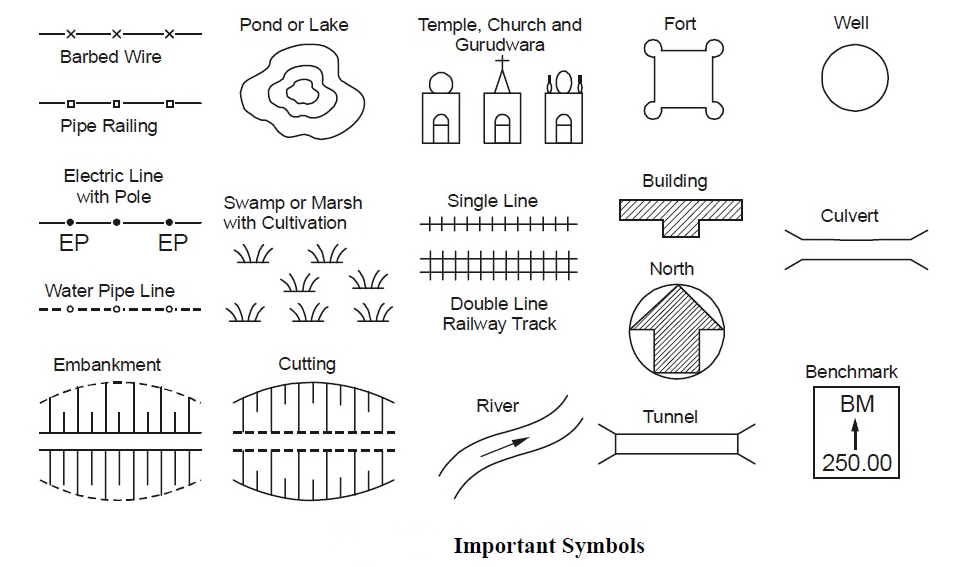 Barbed Wire
Pipe Railing
Electric Line
with Pole
EP EP
Water Pipe Line
Embankment
Pond or Lake
Swamp or Marsh
with Cultivation
Cutting
Temple, Church and
Gurudwara
Single Line
Double Line
Railway Track
River
Fort
Building
North
Tunnel
Well
Culvert
Benchmark
BM
250.00
Important Symbols